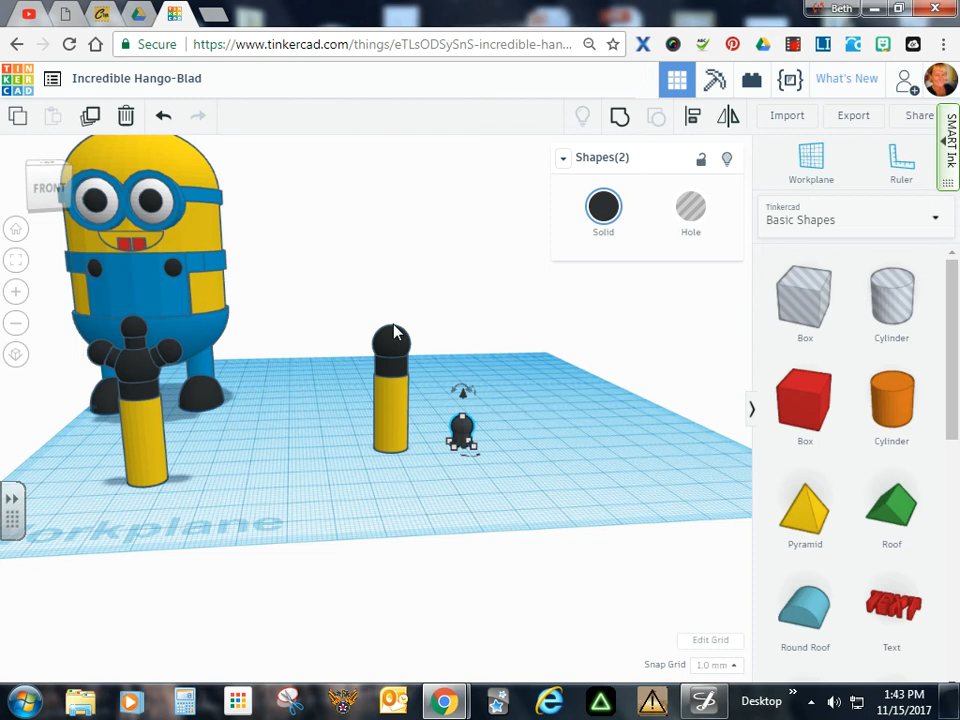 Beth
Secure
https://www.tinkercad.com/things/eTLsODSySnS-incredible-han...
TIN
KER
CAD
Incredible Hango-Blad
What's New
Import
Export
Share
SMART Ink
FRONT
Shapes(2)
Solid
Hole
Workplane
Ruler
Tinkercad
Basic Shapes
Box
Cylinder
Box
Cylinder
Pyramid
Roof
TEXT
Round Roof
Text
Workplane
Edit Grid
Snap Grid
1.0 mm
Desktop
1:43 PM
11/15/2017